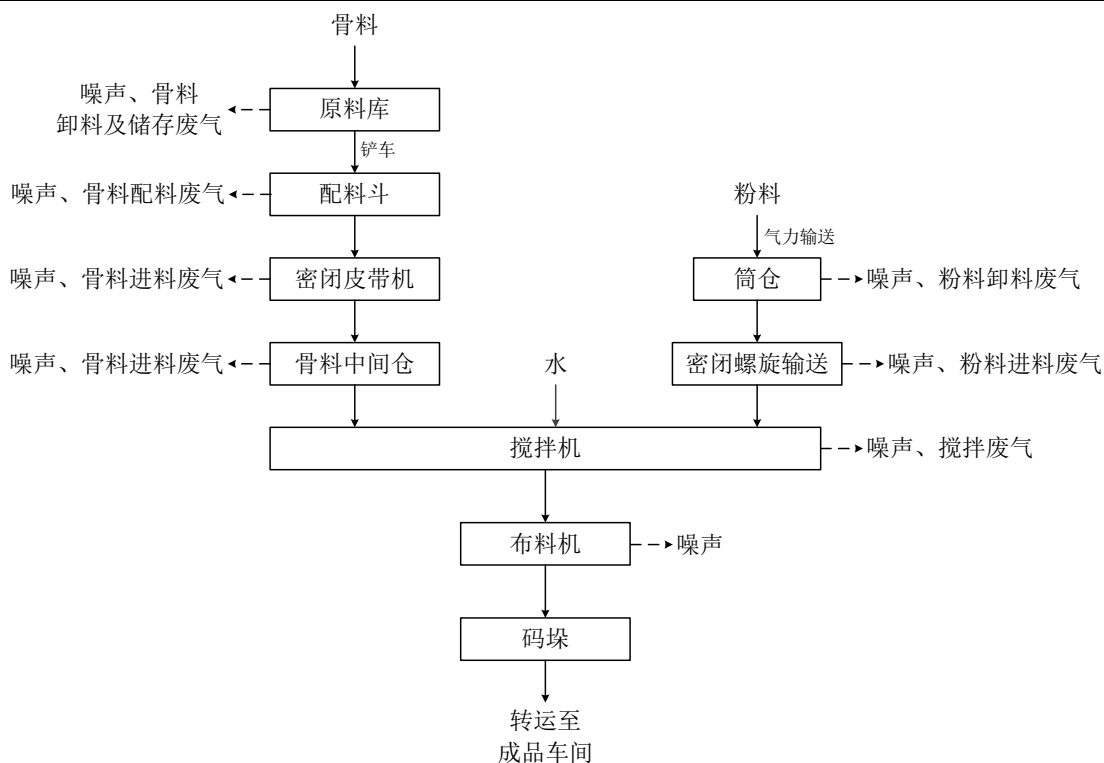 骨料
噪声、骨料
卸料及储存废气
原料库
铲车
噪声、骨料配料废气
配料斗
粉料
气力输送
噪声、骨料进料废气
密闭皮带机
筒仓
噪声、粉料卸料废气
噪声、骨料进料废气
骨料中间仓
水
密闭螺旋输送
噪声、粉料进料废气
搅拌机
噪声、搅拌废气
布料机
噪声
码垛
转运至
成品车间